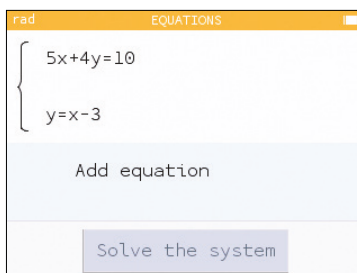 rad EQUATIONS
5x+4y=10
y=x-3
Add equation
Solve the system